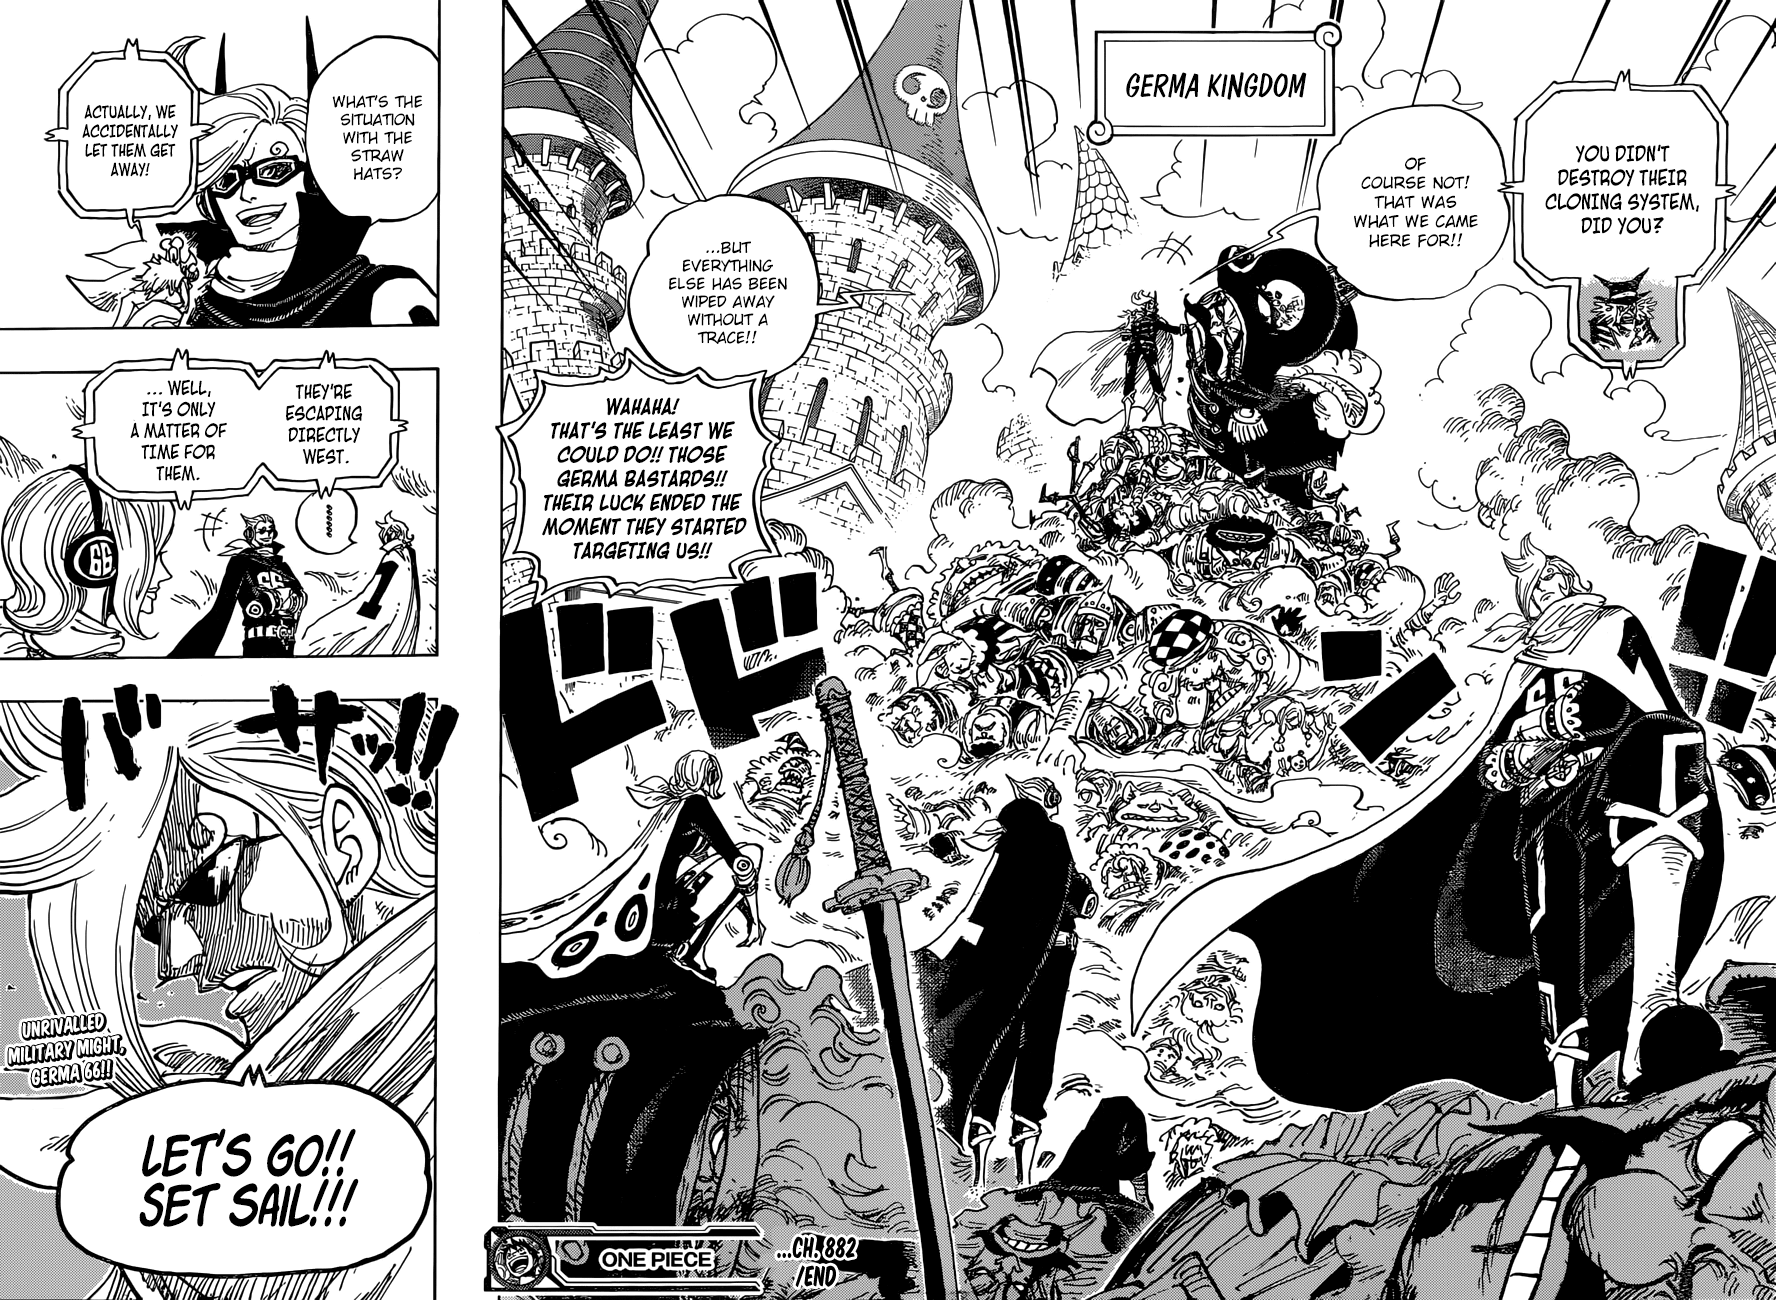 GERMA KINGDOM
YOU DIDN'T
DESTROY THEIR
CLONING SYSTEM,
DID YOU?
OF
COURSE NOT!
THAT WAS
WHAT WE CAME
HERE FOR!!
...BUT
EVERYTHING
ELSE HAS BEEN
WIPED AWAY
WITHOUT A
TRACE!!
WAHAHA!
THAT'S THE LEAST WE
COULD DO!! THOSE
GERMA BASTARDS!!
THEIR LUCK ENDED THE
MOMENT THEY STARTED
TARGETING US!!
ドドン!!
1
WHAT'S THE
SITUATION
WITH THE
STRAW
HATS?
ACTUALLY, WE
ACCIDENTALLY
LET THEM GET
AWAY!
THEY'RE
ESCAPING
DIRECTLY
WEST.
... WELL,
IT'S ONLY
A MATTER OF
TIME FOR
THEM.
......
66
66
1
バサッ!!
UNRIVALLED
MILITARY MIGHT,
GERMA 66!!
LET'S GO!!
SET SAIL!!!
ONE PIECE
...CH. 882
/END